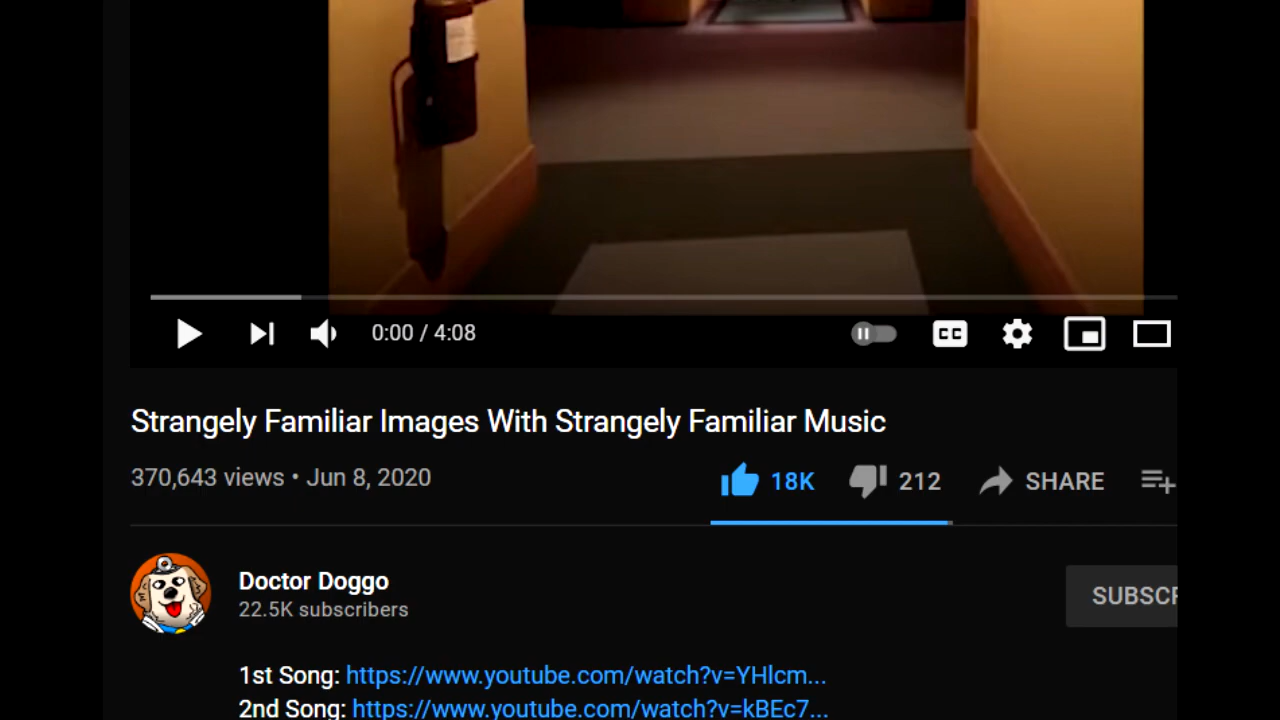 0:00 / 4:08
Strangely Familiar Images With Strangely Familiar Music
370,643 views • Jun 8, 2020
18K 212 SHARE
Doctor Doggo
22.5K subscribers
SUBSCR
1st Song: https://www.youtube.com/watch?v=YHlcm...
2nd Song: https://www.youtube.com/watch?v=kBEc7...